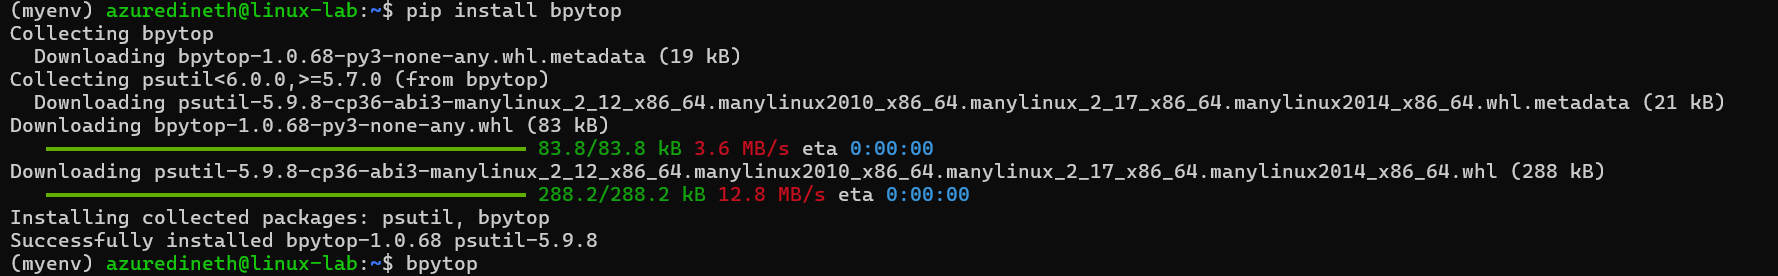 (myenv) azuredineth@linux-lab:~$ pip install bpytop
Collecting bpytop
  Downloading bpytop-1.0.68-py3-none-any.whl.metadata (19 kB)
Collecting psutil<6.0.0,>=5.7.0 (from bpytop)
  Downloading psutil-5.9.8-cp36-abi3-manylinux_2_12_x86_64.manylinux2010_x86_64.manylinux_2_17_x86_64.manylinux2014_x86_64.whl.metadata (21 kB)
Downloading bpytop-1.0.68-py3-none-any.whl (83 kB)
83.8/83.8 kB 3.6 MB/s eta 0:00:00
Downloading psutil-5.9.8-cp36-abi3-manylinux_2_12_x86_64.manylinux2010_x86_64.manylinux_2_17_x86_64.manylinux2014_x86_64.whl (288 kB)
288.2/288.2 kB 12.8 MB/s eta 0:00:00
Installing collected packages: psutil, bpytop
Successfully installed bpytop-1.0.68 psutil-5.9.8
(myenv) azuredineth@linux-lab:~$ bpytop